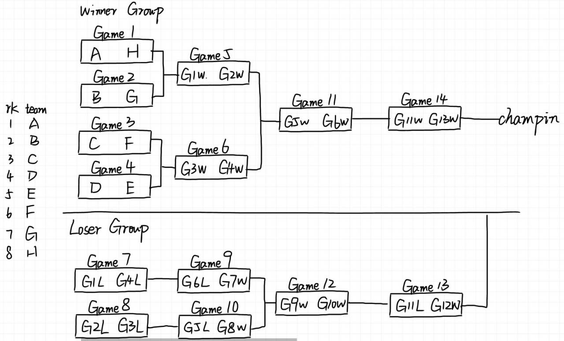 Winner Group
Game 1
A H
Game 2
B G
Game 3
C F
Game 4
D E
Game 5
G1w. G2w
Game 6
G3w G4w
Game 11
G5w G6w
Game 14
G11w G13w
champin
rk team
1 A
2 B
3 C
4 D
5 E
6 F
7 G
8 H
Loser Group
Game 7
G1L G4L
Game 8
G2L G3L
Game 9
G6L G7w
Game 10
G5L G8w
Game 12
G9w G10w
Game 13
G11L G12w